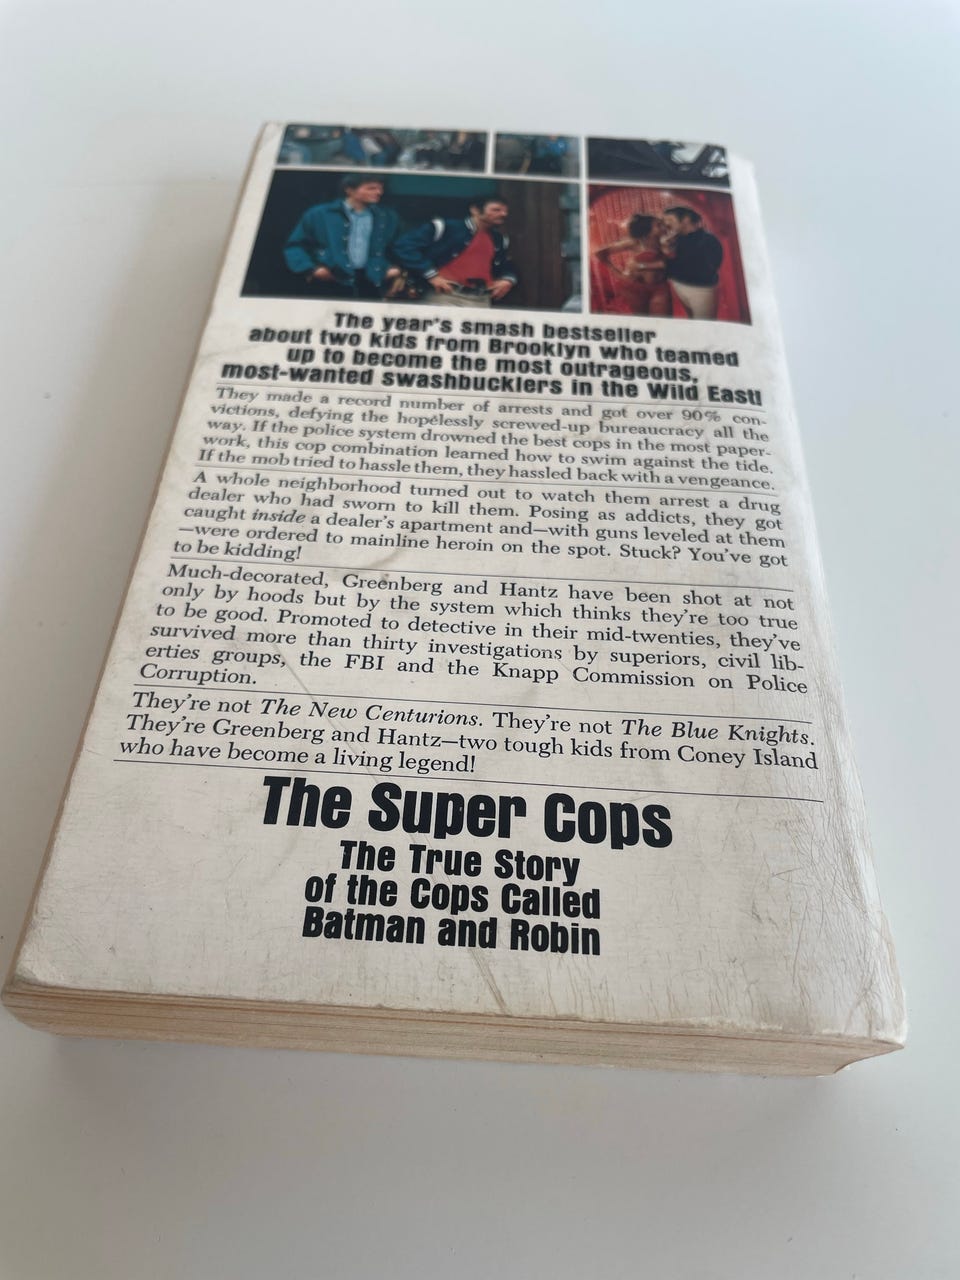 The year's smash bestseller
about two kids from Brooklyn who teamed
up to become the most outrageous,
most-wanted swashbucklers in the Wild East!
They made a record number of arrests and got over 90% con-
victions, defying the hopelessly screwed-up bureaucracy all the
way. If the police system drowned the best cops in the most paper-
work, this cop combination learned how to swim against the tide.
If the mob tried to hassle them, they hassled back with a vengeance.
A whole neighborhood turned out to watch them arrest a drug
dealer who had sworn to kill them. Posing as addicts, they got
caught inside a dealer's apartment and—with guns leveled at them
—were ordered to mainline heroin on the spot. Stuck? You've got
to be kidding!
Much-decorated, Greenberg and Hantz have been shot at not
only by hoods but by the system which thinks they're too true
to be good. Promoted to detective in their mid-twenties, they've
survived more than thirty investigations by superiors, civil lib-
erties groups, the FBI and the Knapp Commission on Police
Corruption.
They're not The New Centurions. They're not The Blue Knights.
They're Greenberg and Hantz—two tough kids from Coney Island
who have become a living legend!
The Super Cops
The True Story
of the Cops Called
Batman and Robin